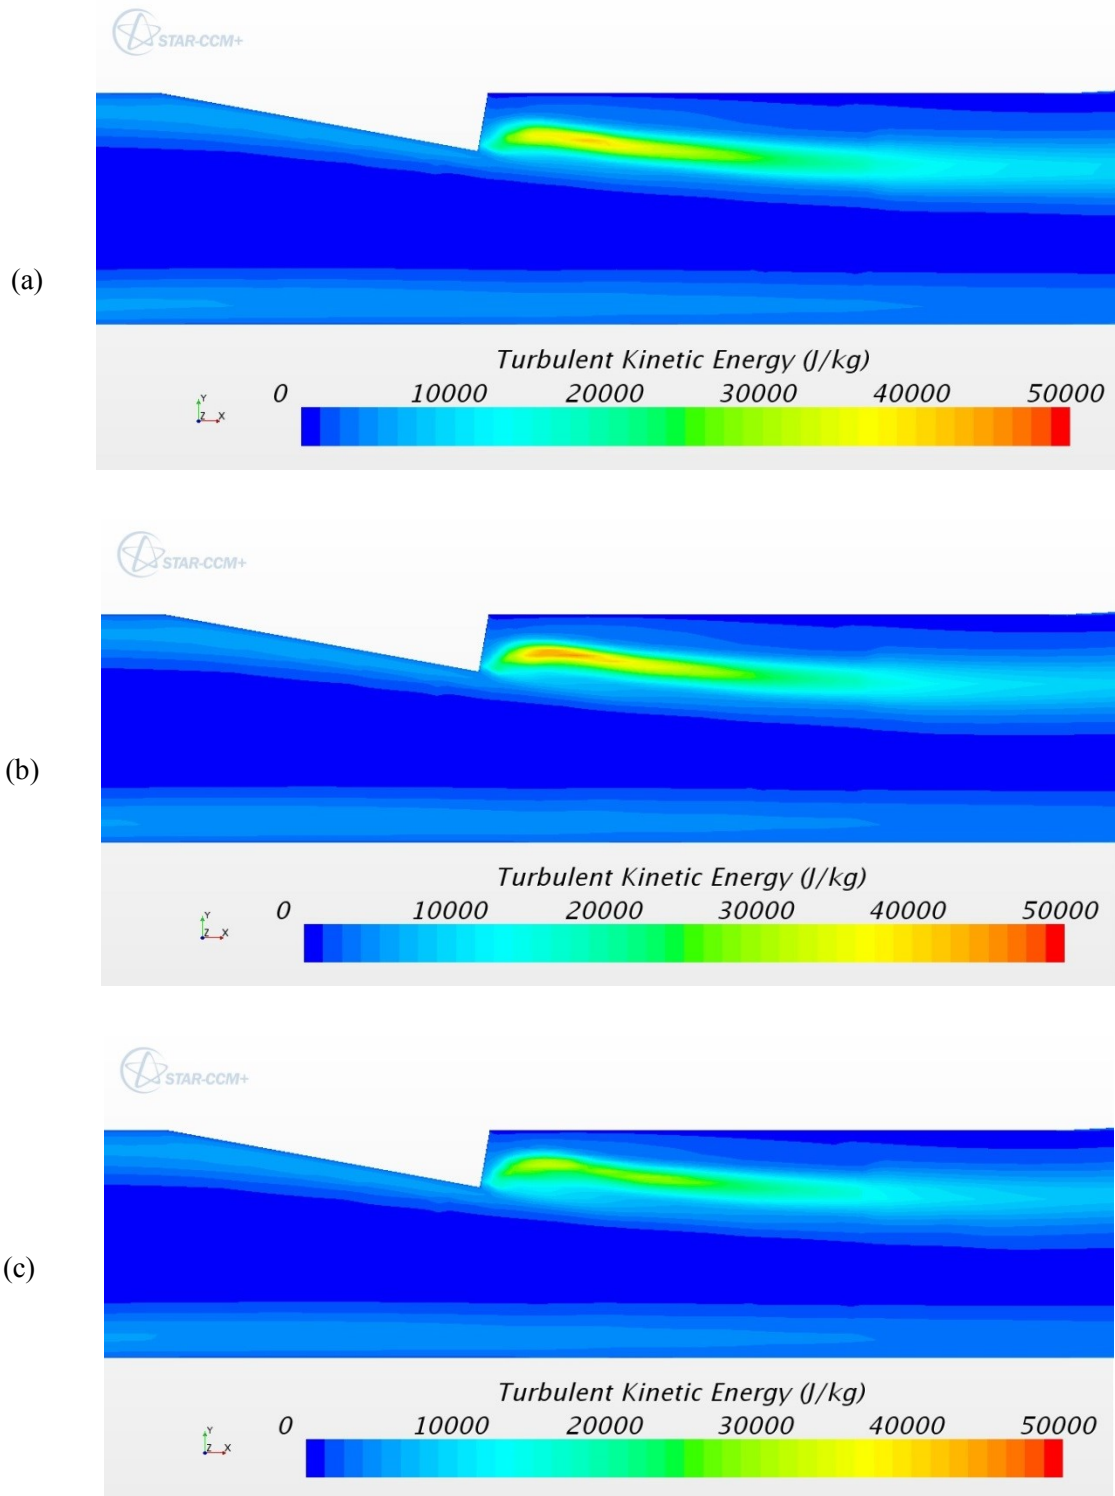 STAR-CCM+
(a)
Turbulent Kinetic Energy (J/kg)
0 10000 20000 30000 40000 50000
Y
Z X
STAR-CCM+
(b)
Turbulent Kinetic Energy (J/kg)
0 10000 20000 30000 40000 50000
Y
Z X
STAR-CCM+
(c)
Turbulent Kinetic Energy (J/kg)
0 10000 20000 30000 40000 50000
Y
Z X